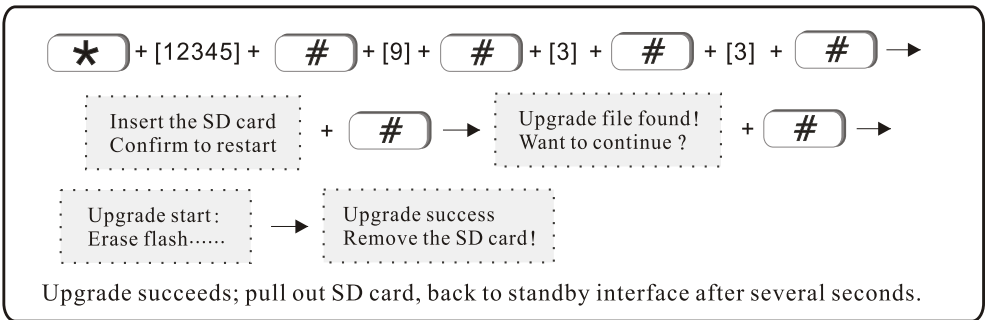 * + [12345] + # + [9] + # + [3] + # + [3] + #
Insert the SD card
Confirm to restart
+ #
Upgrade file found!
Want to continue ?
+ #
Upgrade start:
Erase flash······
Upgrade success
Remove the SD card!
Upgrade succeeds; pull out SD card, back to standby interface after several seconds.